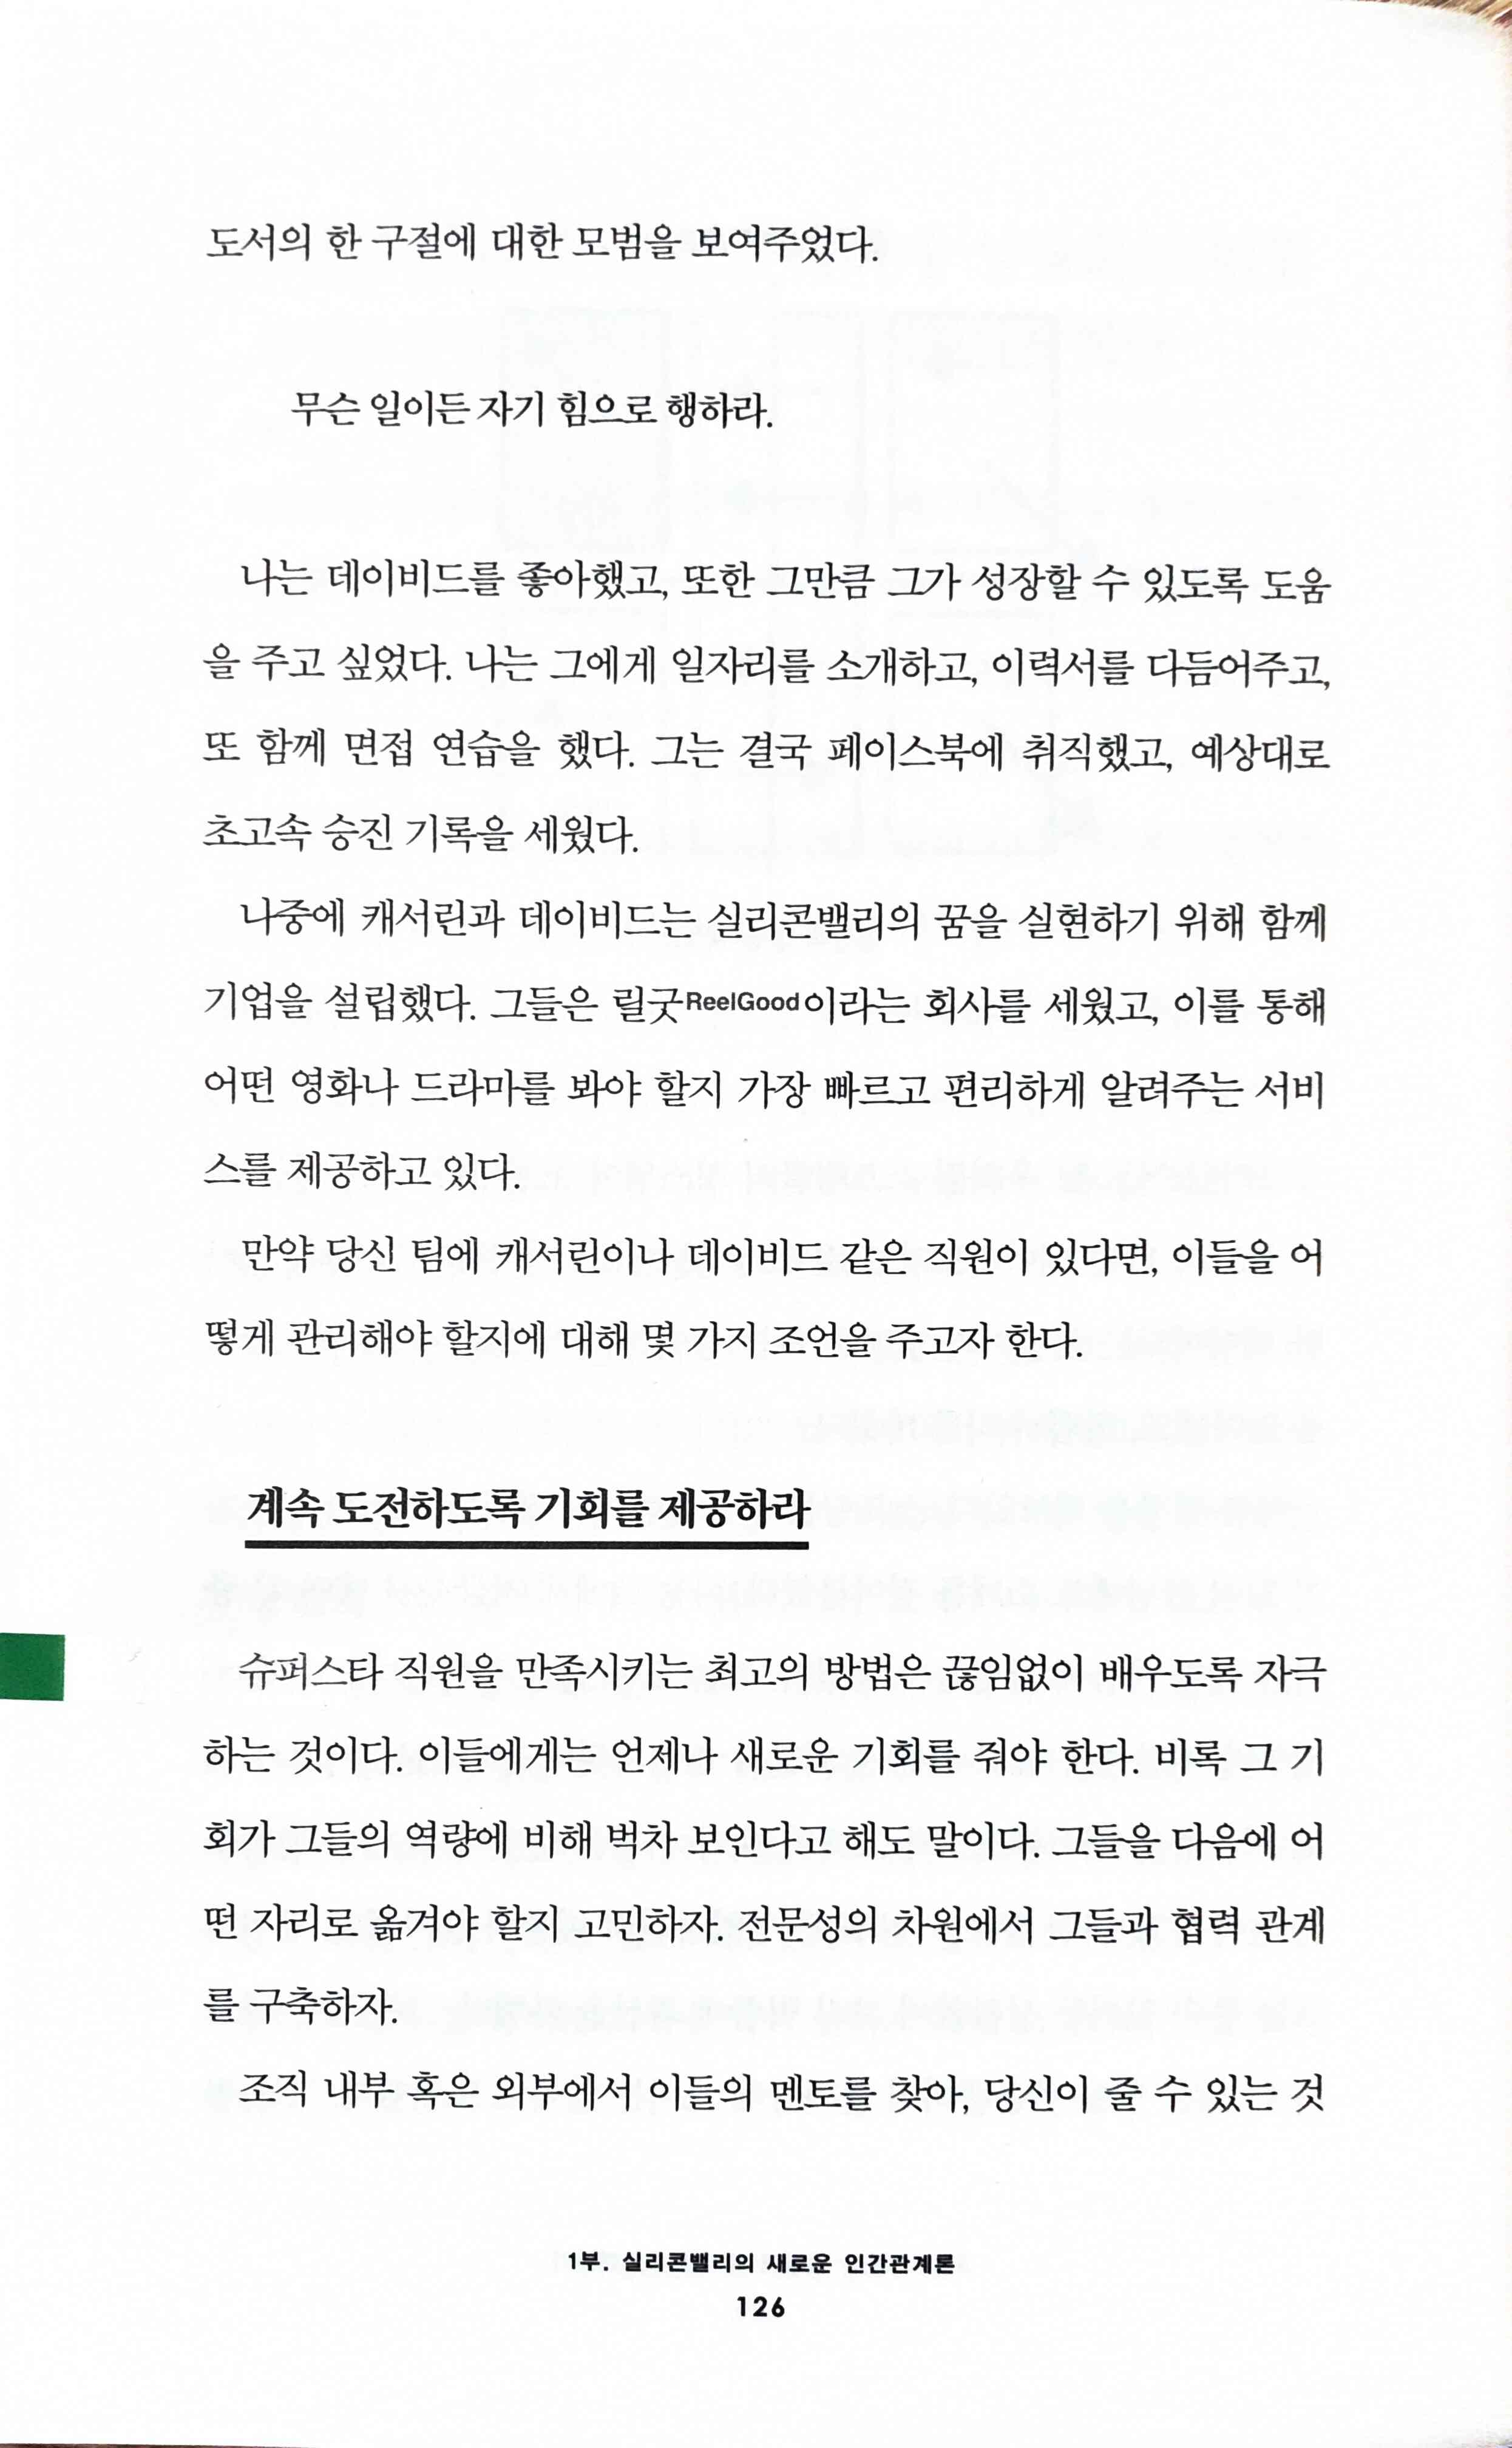 도서의 한 구절에 대한 모범을 보여주었다.
무슨 일이든 자기 힘으로 행하라.
나는 데이비드를 좋아했고, 또한 그만큼 그가 성장할 수 있도록 도움
을 주고 싶었다. 나는 그에게 일자리를 소개하고, 이력서를 다듬어주고,
또 함께 면접 연습을 했다. 그는 결국 페이스북에 취직했고, 예상대로
초고속 승진 기록을 세웠다.
나중에 캐서린과 데이비드는 실리콘밸리의 꿈을 실현하기 위해 함께
기업을 설립했다. 그들은 릴굿ReelGood이라는 회사를 세웠고, 이를 통해
어떤 영화나 드라마를 봐야 할지 가장 빠르고 편리하게 알려주는 서비
스를 제공하고 있다.
만약 당신 팀에 캐서린이나 데이비드 같은 직원이 있다면, 이들을 어
떻게 관리해야 할지에 대해 몇 가지 조언을 주고자 한다.
계속 도전하도록 기회를 제공하라
슈퍼스타 직원을 만족시키는 최고의 방법은 끊임없이 배우도록 자극
하는 것이다. 이들에게는 언제나 새로운 기회를 줘야 한다. 비록 그 기
회가 그들의 역량에 비해 벅차 보인다고 해도 말이다. 그들을 다음에 어
떤 자리로 옮겨야 할지 고민하자. 전문성의 차원에서 그들과 협력 관계
를 구축하자.
조직 내부 혹은 외부에서 이들의 멘토를 찾아, 당신이 줄 수 있는 것
1부. 실리콘밸리의 새로운 인간관계론
126